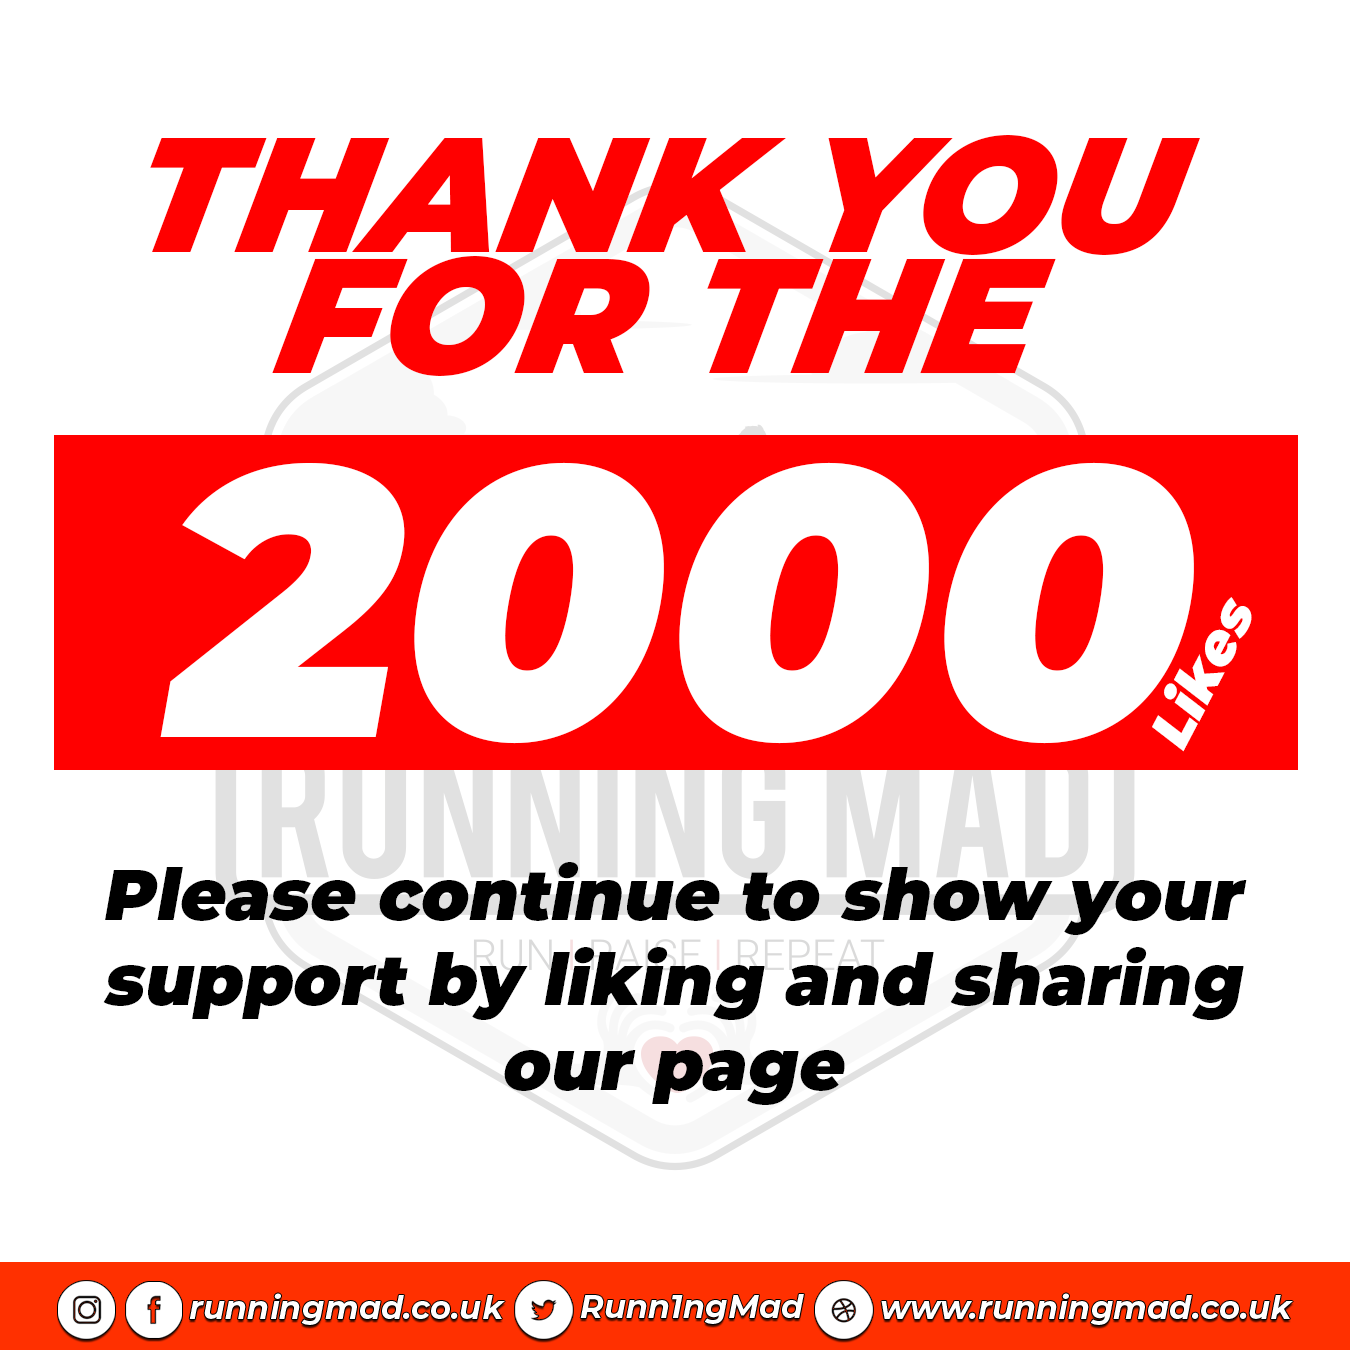 THANK YOU
FOR THE
2000
Likes
RUNNING MAD
Please continue to show your
RUN | RAISE | REPEAT
support by liking and sharing
our page
runningmad.co.uk
Runn1ngMad
www.runningmad.co.uk